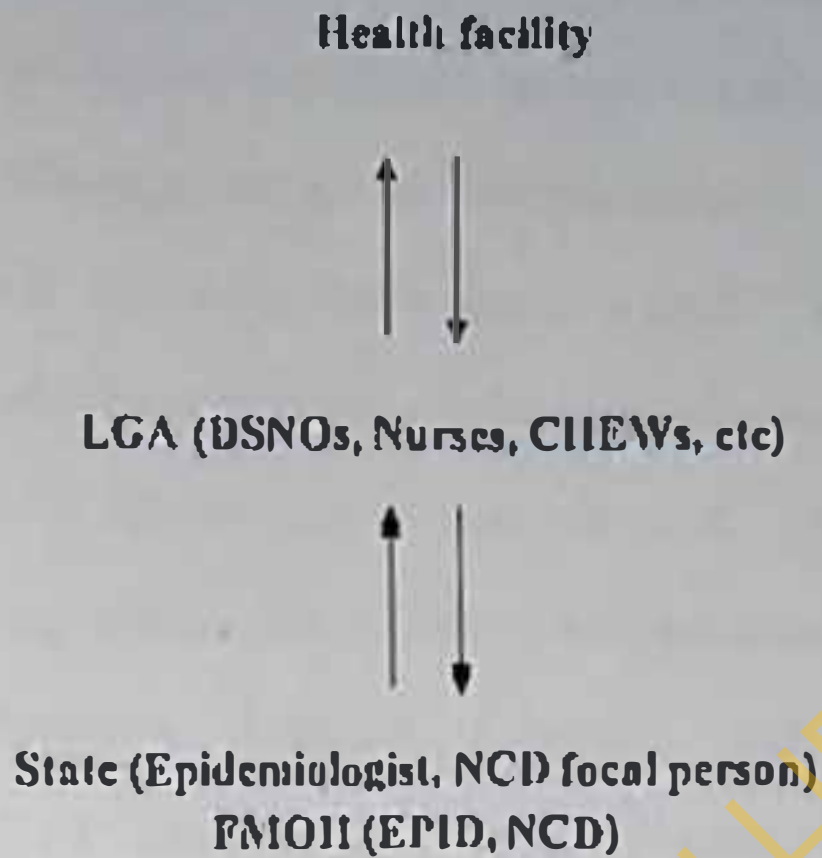 Health facility
LGA (DSNOs, Nurses, CHEWs, etc)
State (Epidemiologist, NCD focal person)
FMOH (EPID, NCD)